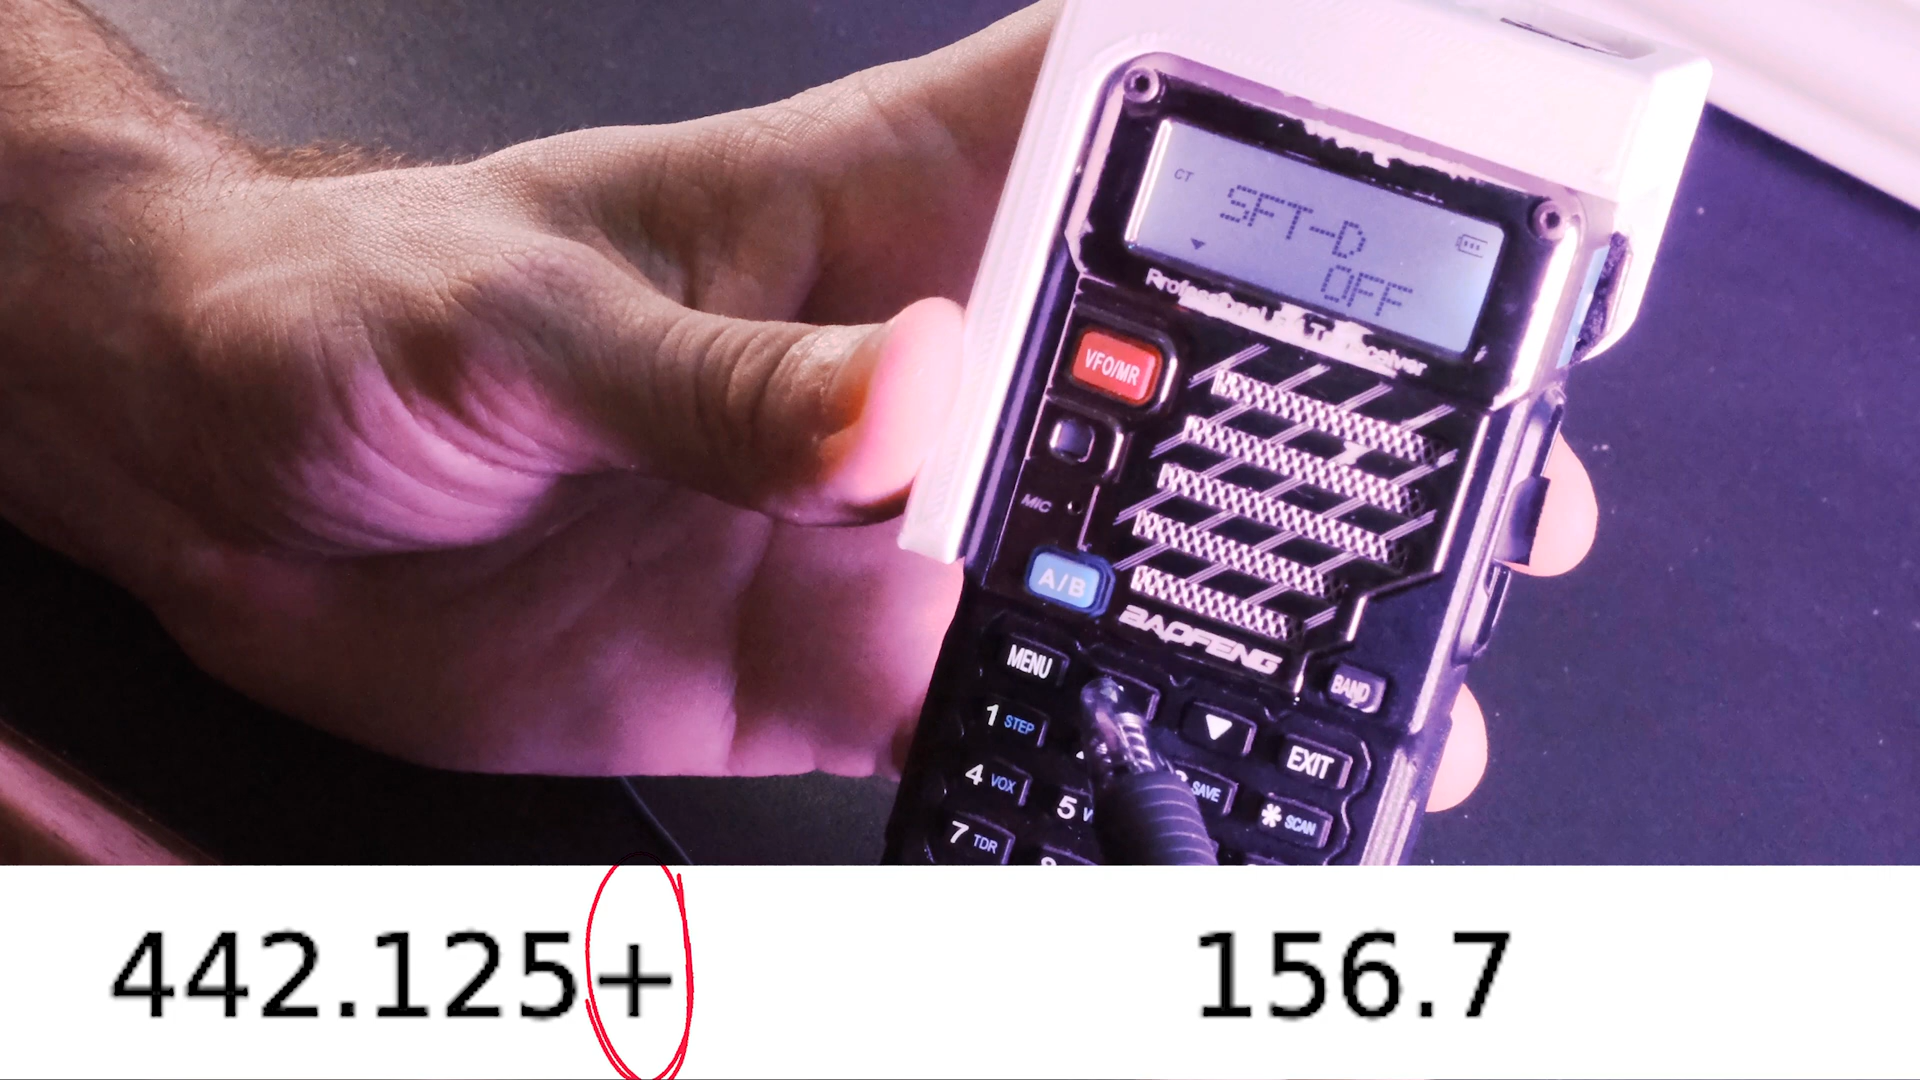 CT
SFT-D
OFF
VFO/MR
MIC
A/B
BAOFENG
MENU
BAND
1 STEP
EXIT
4 VOX
5
SAVE
* SCAN
7 TDR
442.125+
156.7